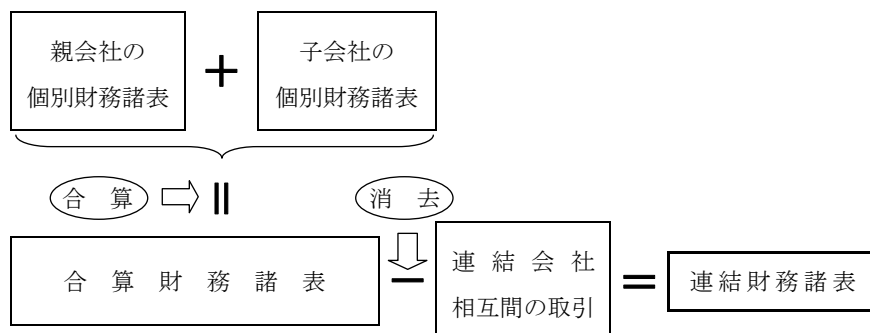 親会社の
個別財務諸表
＋
子会社の
個別財務諸表
合 算
＝
消 去
合 算 財 務 諸 表
－
連 結 会 社
相互間の取引
＝
連結財務諸表